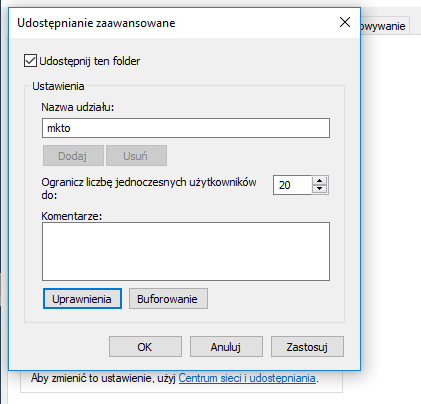 Udostępnianie zaawansowane
Udostępnij ten folder
Ustawienia
Nazwa udziału:
mkto
Dodaj Usuń
Ogranicz liczbę jednoczesnych użytkowników
do:
20
Komentarze:
Uprawnienia Buforowanie
OK Anuluj Zastosuj
Aby zmienić to ustawienie, użyj Centrum sieci i udostępniania.